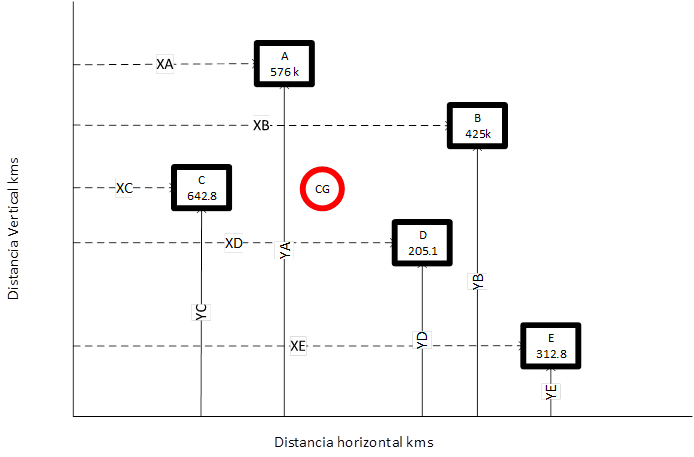 A
576 k
XA
B
425k
XB
C
642.8
XC
CG
D
205.1
XD
YA
YB
YC
E
312.8
XE
YD
YE
Distancia Vertical kms
Distancia horizontal kms